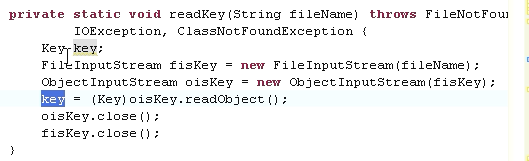 private static void readKey(String fileName) throws FileNotFou
IOException, ClassNotFoundException {
Key key;
FileInputStream fisKey = new FileInputStream(fileName);
ObjectInputStream oisKey = new ObjectInputStream(fisKey);
key = (Key)oisKey.readObject();
oisKey.close();
fisKey.close();
}